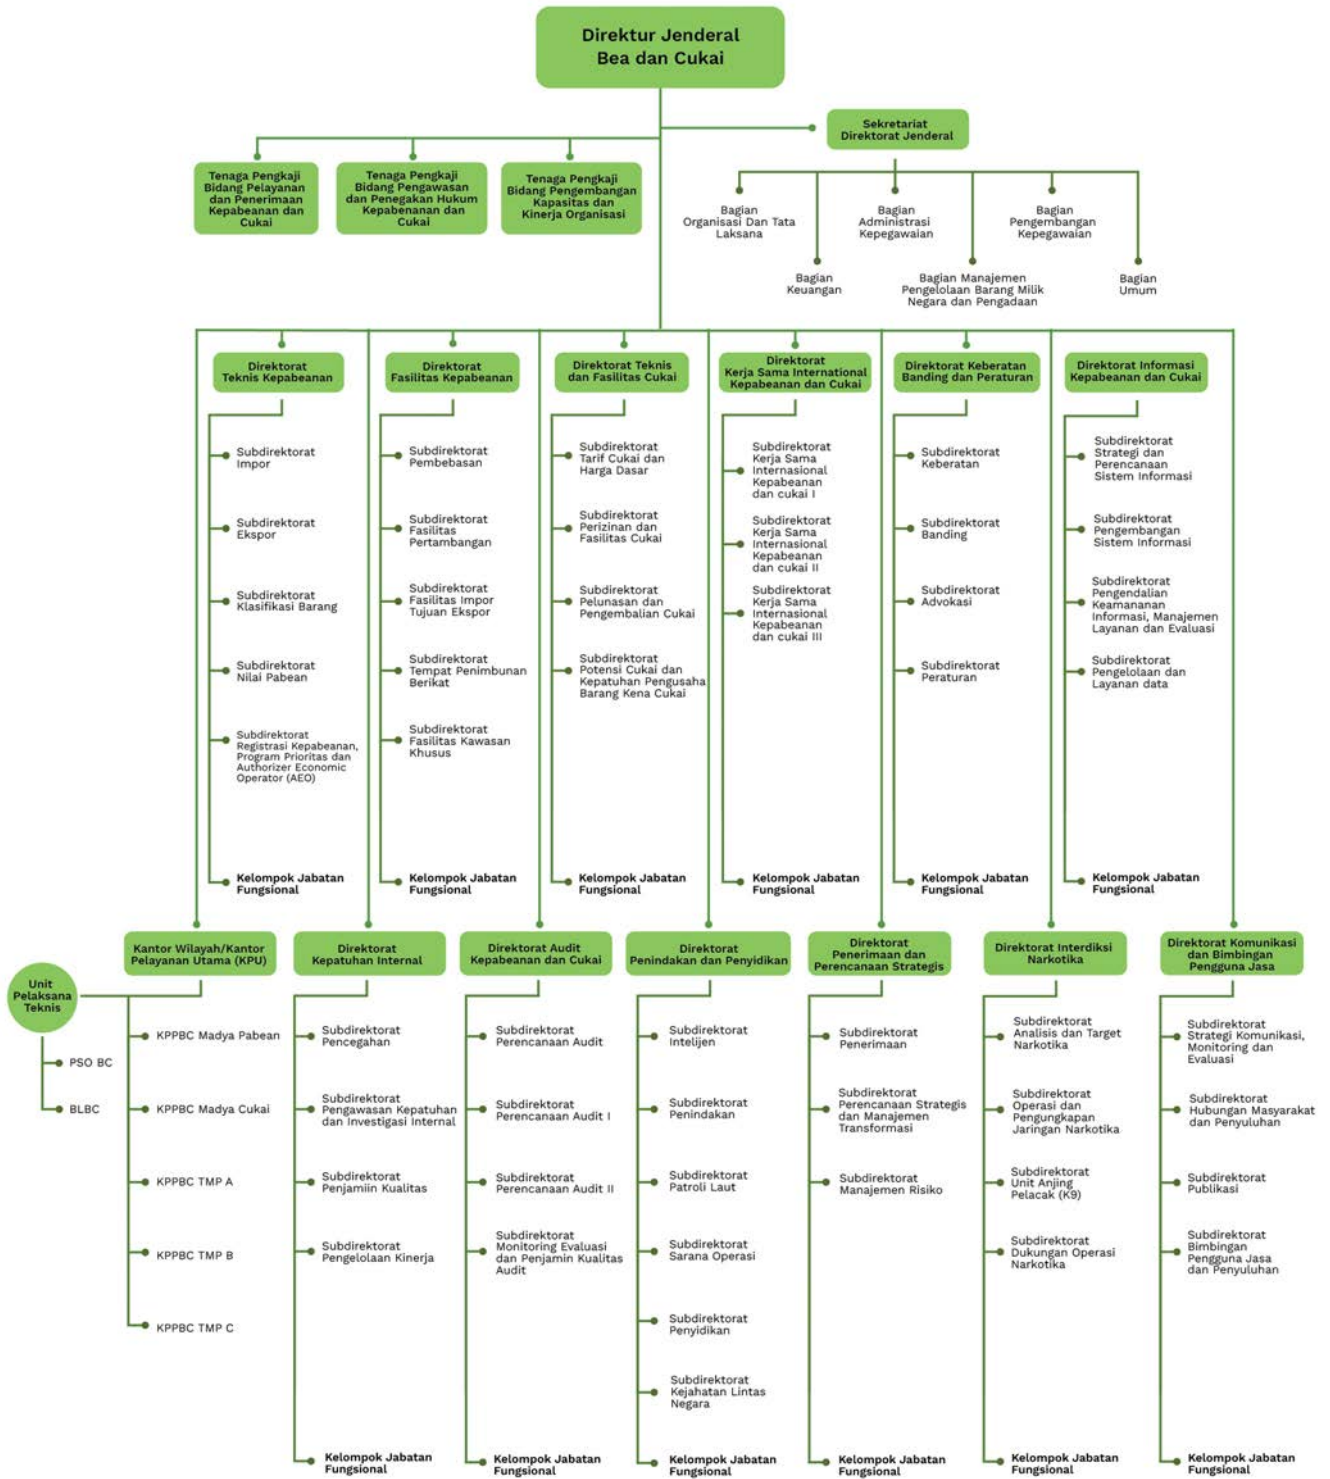 Direktur Jenderal
Bea dan Cukai
Sekretariat
Direktorat Jenderal
Tenaga Pengkaji
Bidang Pelayanan
dan Penerimaan
Kepabeanan dan
Cukai
Tenaga Pengkaji
Bidang Pengawasan
dan Penegakan Hukum
Kepabenanan dan
Cukai
Tenaga Pengkaji
Bidang Pengembangan
Kapasitas dan
Kinerja Organisasi
Bagian
Organisasi Dan Tata
Laksana
Bagian
Administrasi
Kepegawaian
Bagian
Pengembangan
Kepegawaian
Bagian
Keuangan
Bagian Manajemen
Pengelolaan Barang Milik
Negara dan Pengadaan
Bagian
Umum
Direktorat
Teknis Kepabeanan
Subdirektorat
Impor
Subdirektorat
Ekspor
Subdirektorat
Klasifikasi Barang
Subdirektorat
Nilai Pabean
Subdirektorat
Registrasi Kepabeanan,
Program Prioritas dan
Authorizer Economic
Operator (AEO)
Kelompok Jabatan
Fungsional
Direktorat
Fasilitas Kepabeanan
Subdirektorat
Pembebasan
Subdirektorat
Fasilitas
Pertambangan
Subdirektorat
Fasilitas Impor
Tujuan Ekspor
Subdirektorat
Tempat Penimbunan
Berikat
Subdirektorat
Fasilitas Kawasan
Khusus
Kelompok Jabatan
Fungsional
Direktorat Teknis
dan Fasilitas Cukai
Subdirektorat
Tarif Cukai dan
Harga Dasar
Subdirektorat
Perizinan dan
Fasilitas Cukai
Subdirektorat
Pelunasan dan
Pengembalian Cukai
Subdirektorat
Potensi Cukai dan
Kepatuhan Pengusaha
Barang Kena Cukai
Kelompok Jabatan
Fungsional
Direktorat
Kerja Sama International
Kepabeanan dan Cukai
Subdirektorat
Kerja Sama
Internasional
Kepabeanan
dan cukai I
Subdirektorat
Kerja Sama
Internasional
Kepabeanan
dan cukai II
Subdirektorat
Kerja Sama
Internasional
Kepabeanan
dan cukai III
Kelompok Jabatan
Fungsional
Direktorat Keberatan
Banding dan Peraturan
Subdirektorat
Keberatan
Subdirektorat
Banding
Subdirektorat
Advokasi
Subdirektorat
Peraturan
Kelompok Jabatan
Fungsional
Direktorat Informasi
Kepabeanan dan Cukai
Subdirektorat
Strategi dan
Perencanaan
Sistem Informasi
Subdirektorat
Pengembangan
Sistem Informasi
Subdirektorat
Pengendalian
Keamananan
Informasi, Manajemen
Layanan dan Evaluasi
Subdirektorat
Pengelolaan dan
Layanan data
Kelompok Jabatan
Fungsional
Unit
Pelaksana
Teknis
PSO BC
BLBC
Kantor Wilayah/Kantor
Pelayanan Utama (KPU)
KPPBC Madya Pabean
KPPBC Madya Cukai
KPPBC TMP A
KPPBC TMP B
KPPBC TMP C
Direktorat
Kepatuhan Internal
Subdirektorat
Pencegahan
Subdirektorat
Pengawasan Kepatuhan
dan Investigasi Internal
Subdirektorat
Penjamiin Kualitas
Subdirektorat
Pengelolaan Kinerja
Kelompok Jabatan
Fungsional
Direktorat Audit
Kepabeanan dan Cukai
Subdirektorat
Perencanaan Audit
Subdirektorat
Perencanaan Audit I
Subdirektorat
Perencanaan Audit II
Subdirektorat
Monitoring Evaluasi
dan Penjamin Kualitas
Audit
Kelompok Jabatan
Fungsional
Direktorat
Penindakan dan Penyidikan
Subdirektorat
Intelijen
Subdirektorat
Penindakan
Subdirektorat
Patroli Laut
Subdirektorat
Sarana Operasi
Subdirektorat
Penyidikan
Subdirektorat
Kejahatan Lintas
Negara
Kelompok Jabatan
Fungsional
Direktorat
Penerimaan dan
Perencanaan Strategis
Subdirektorat
Penerimaan
Subdirektorat
Perencanaan Strategis
dan Manajemen
Transformasi
Subdirektorat
Manajemen Risiko
Kelompok Jabatan
Fungsional
Direktorat Interdiksi
Narkotika
Subdirektorat
Analisis dan Target
Narkotika
Subdirektorat
Operasi dan
Pengungkapan
Jaringan Narkotika
Subdirektorat
Unit Anjing
Pelacak (K9)
Subdirektorat
Dukungan Operasi
Narkotika
Kelompok Jabatan
Fungsional
Direktorat Komunikasi
dan Bimbingan
Pengguna Jasa
Subdirektorat
Strategi Komunikasi,
Monitoring dan
Evaluasi
Subdirektorat
Hubungan Masyarakat
dan Penyuluhan
Subdirektorat
Publikasi
Subdirektorat
Bimbingan
Pengguna Jasa
dan Penyuluhan
Kelompok Jabatan
Fungsional